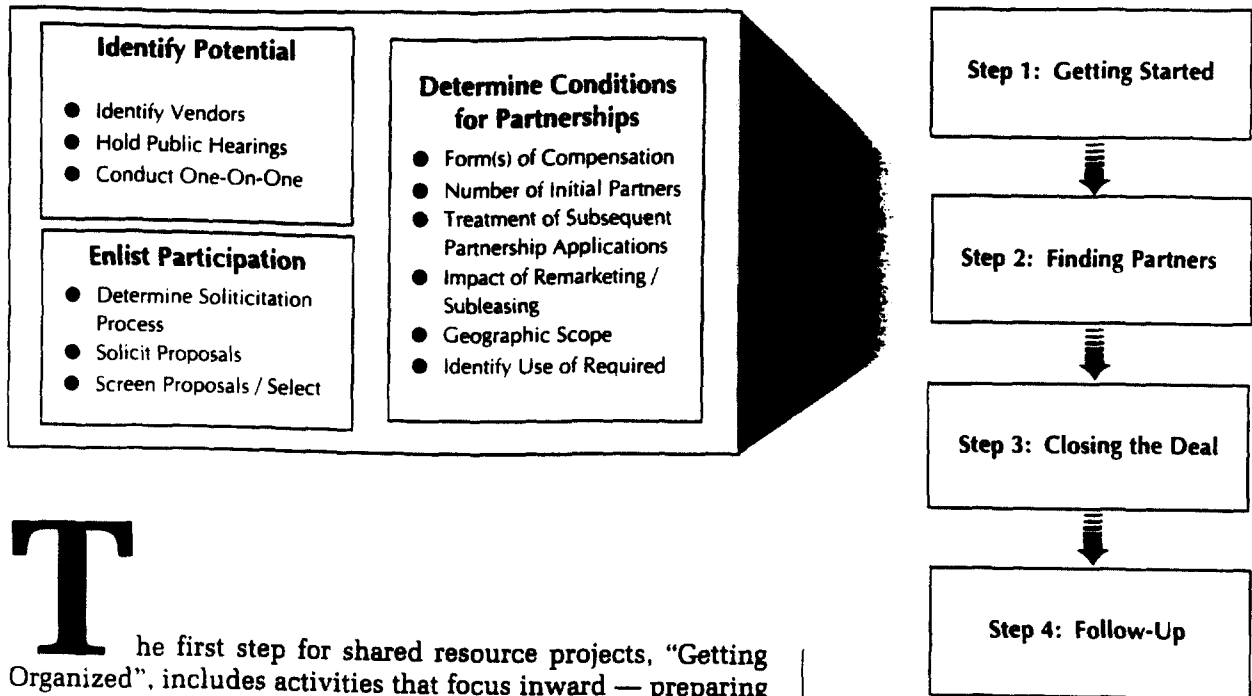 Identify Potential
● Identify Vendors
● Hold Public Hearings
● Conduct One-On-One
Enlist Participation
● Determine Soliticitation
Process
● Solicit Proposals
● Screen Proposals / Select
Determine Conditions
for Partnerships
● Form(s) of Compensation
● Number of Initial Partners
● Treatment of Subsequent
Partnership Applications
● Impact of Remarketing /
Subleasing
● Geographic Scope
● Identify Use of Required
Step 1: Getting Started
Step 2: Finding Partners
Step 3: Closing the Deal
Step 4: Follow-Up
The first step for shared resource projects, “Getting
Organized”, includes activities that focus inward — preparing